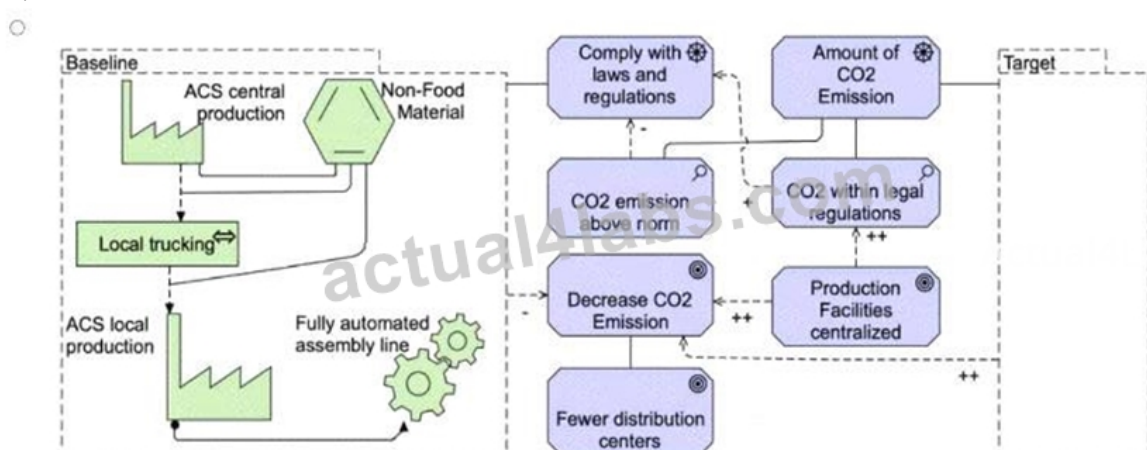 Baseline
ACS central
production
Non-Food
Material
Local trucking
ACS local
production
Fully automated
assembly line
Comply with
laws and
regulations
Amount of
CO2
Emission
-
CO2 emission
above norm
+
CO2 within legal
regulations
++
-
Decrease CO2
Emission
++
Production
Facilities
centralized
++
Fewer distribution
centers
Target
actual4labs.com